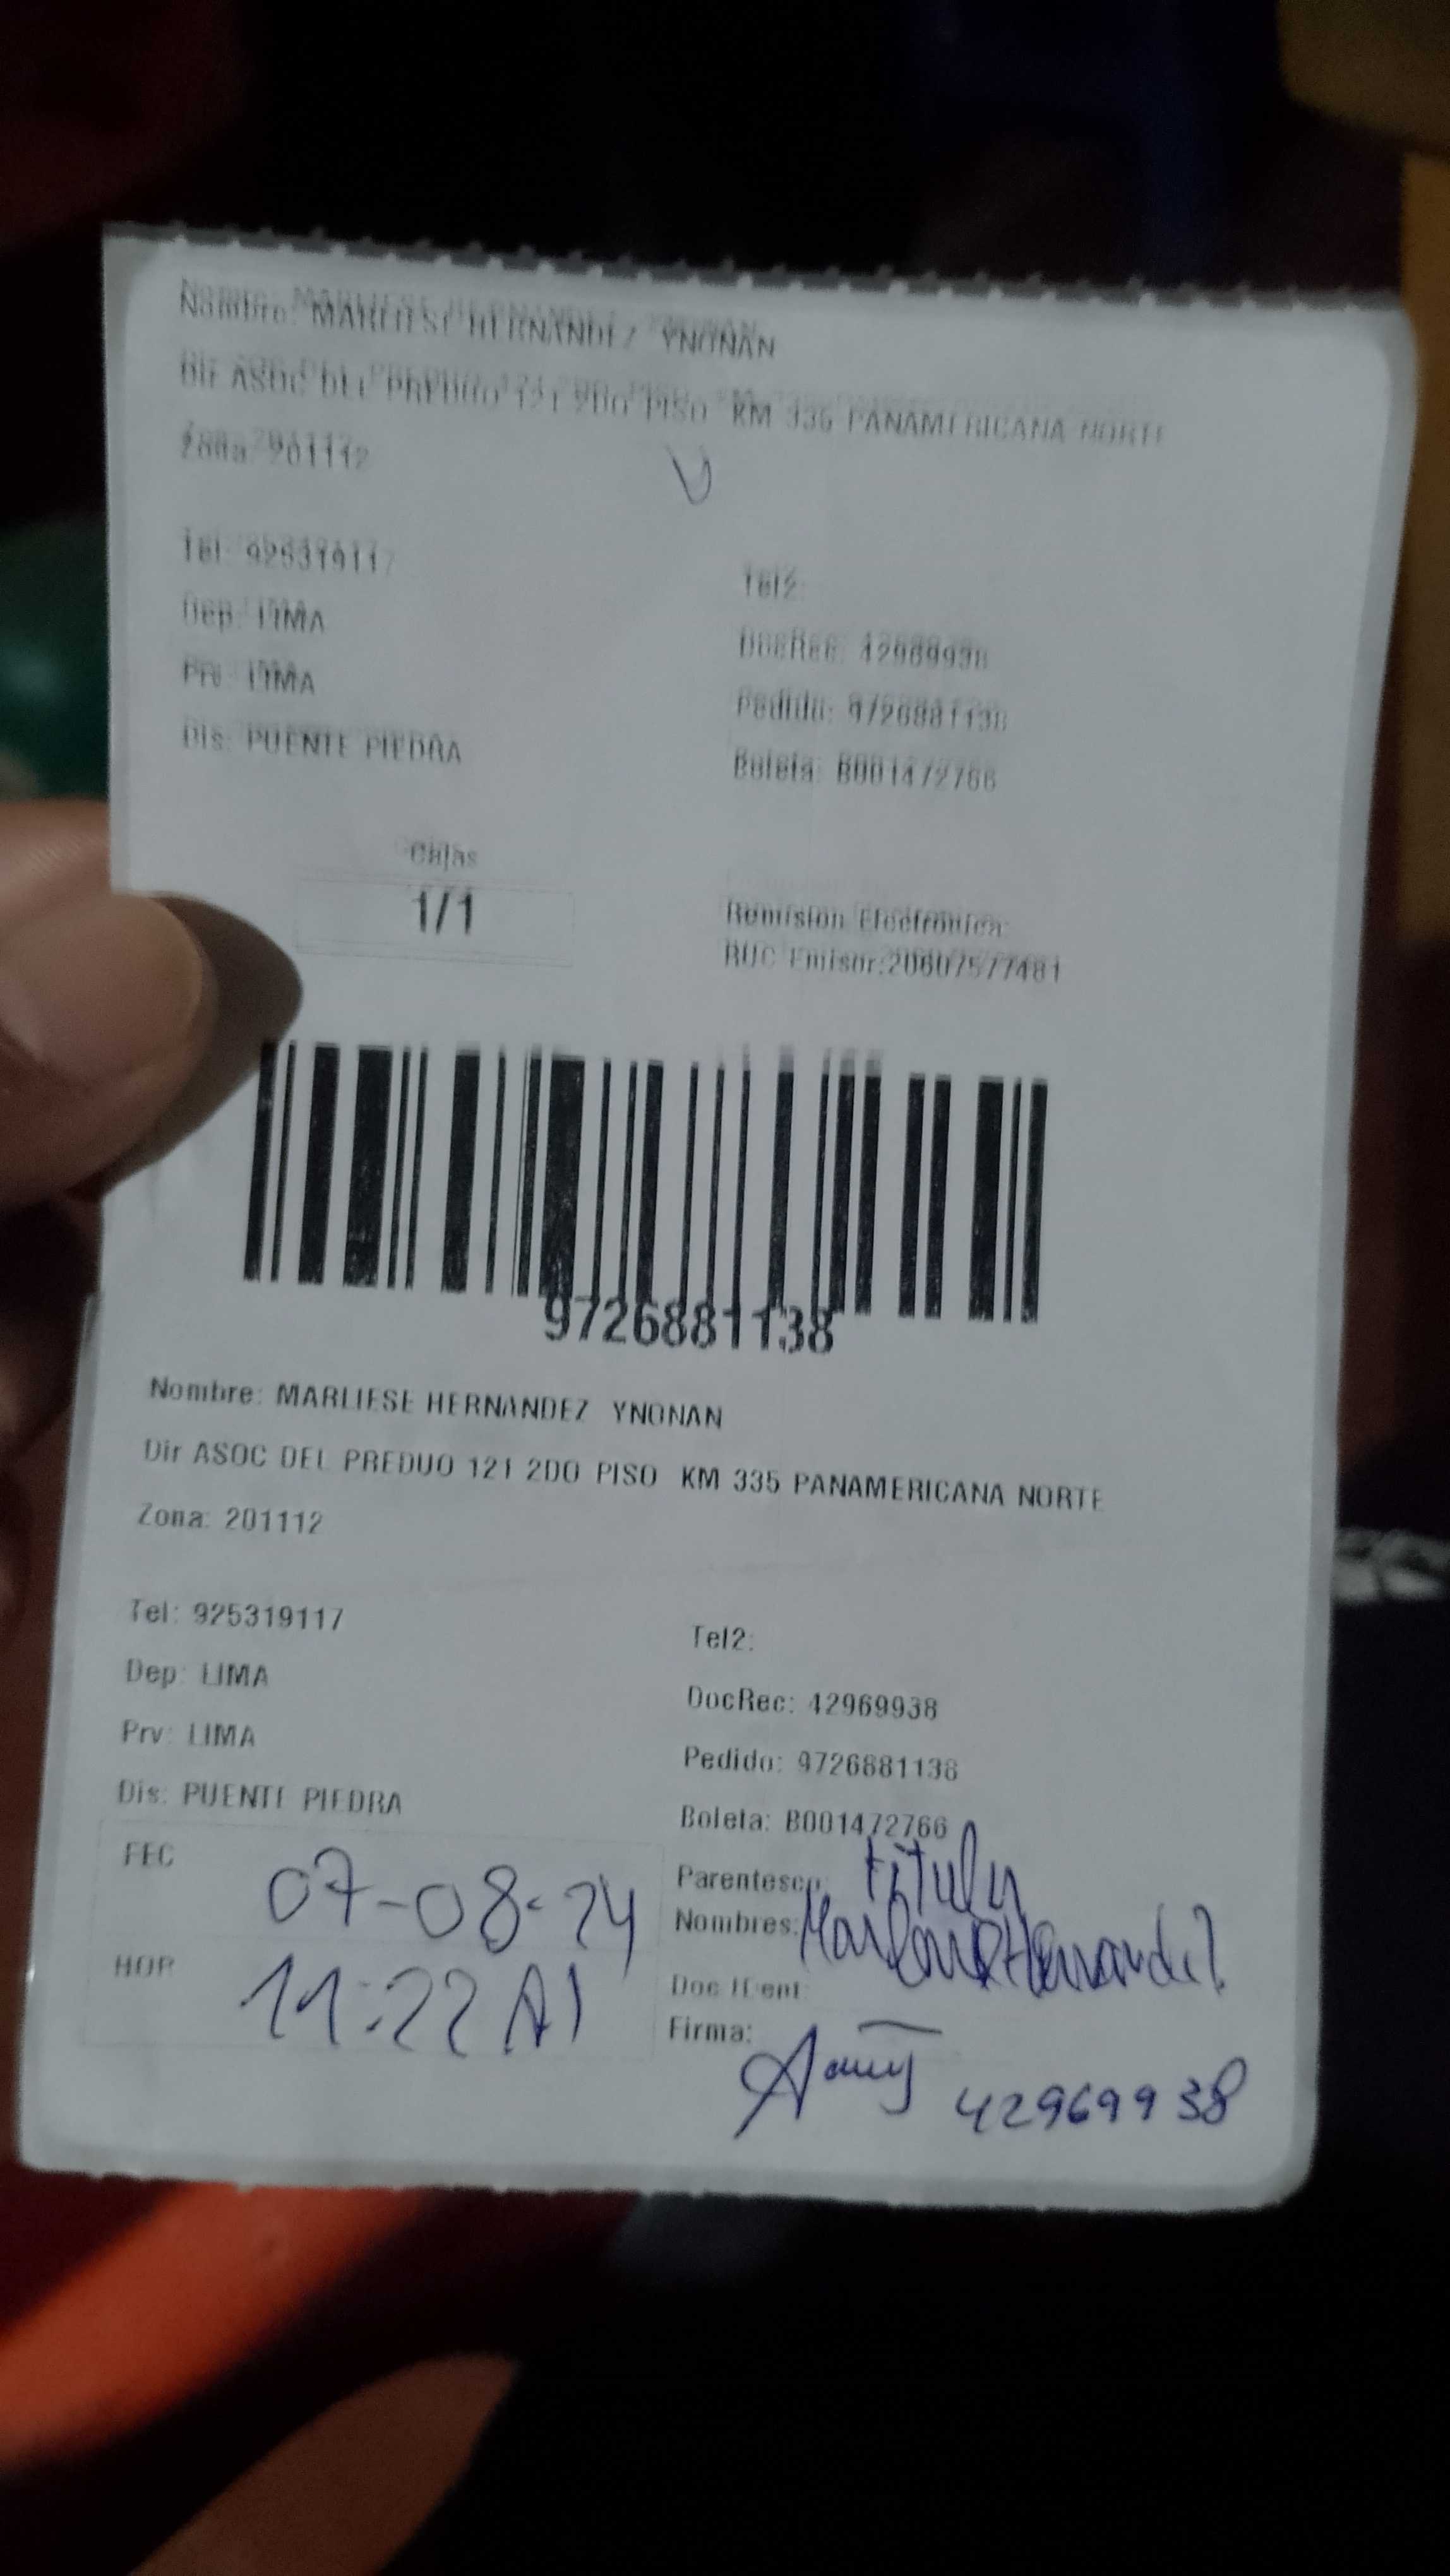 Nombre: MARLIESE HERNANDEZ YNONAN
Dir ASOC DEL PREDUO 121 2DO PISO KM 335 PANAMERICANA NORTE
Zona: 201112
Tel: 925319117
Tel2:
Dep: LIMA
DocRec: 42969938
Prv: LIMA
Pedido: 9726881138
Dis: PUENTE PIEDRA
Boleta: B001472766
Cajas
1/1
Remision Electronica:
RUC Emisor:20607577481
9726881138
Nombre: MARLIESE HERNANDEZ YNONAN
Dir ASOC DEL PREDUO 121 2DO PISO KM 335 PANAMERICANA NORTE
Zona: 201112
Tel: 925319117
Tel2:
Dep: LIMA
DocRec: 42969938
Prv: LIMA
Pedido: 9726881138
Dis: PUENTE PIEDRA
Boleta: B001472766
FEC 07-08-24
Parentesco:
Nombres: Hernandez
HOR 11:22
Doc Ident:
Firma:
42969938